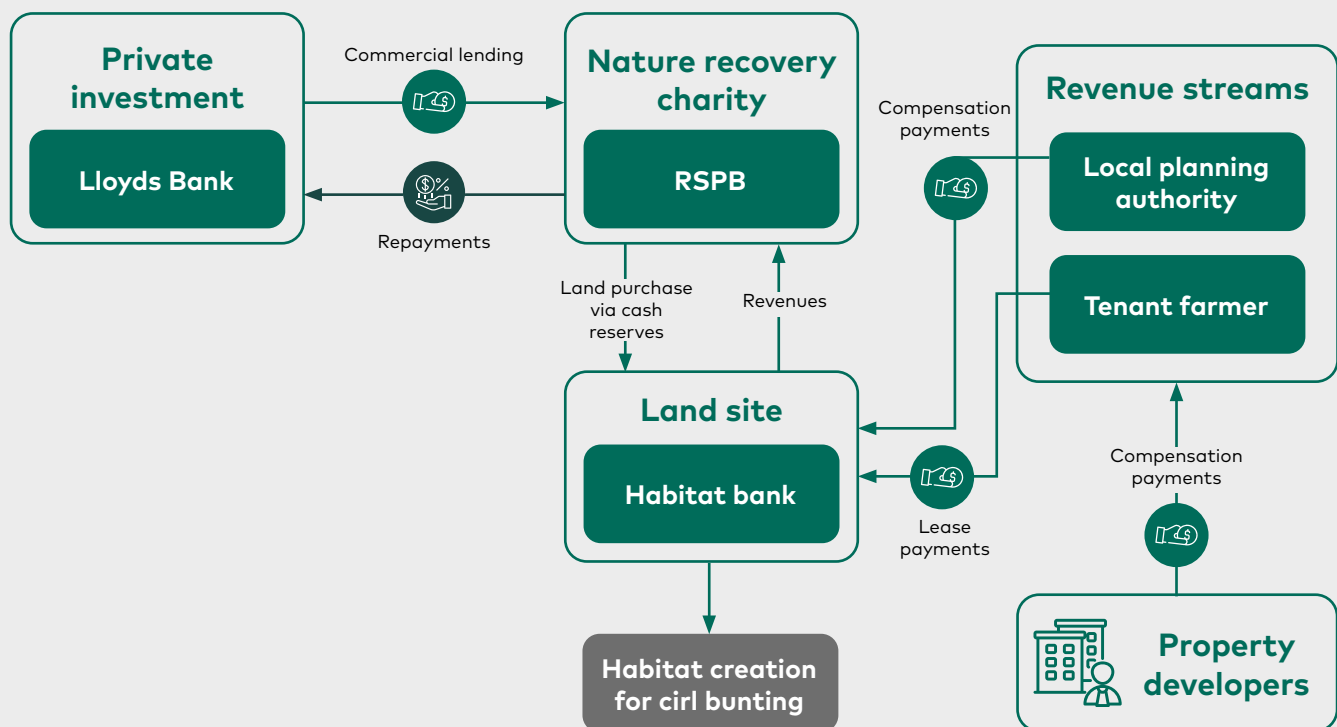 Private
investment
Lloyds Bank
Commercial lending
Repayments
Nature recovery
charity
RSPB
Land purchase
via cash
reserves
Revenues
Land site
Habitat bank
Habitat creation
for cirl bunting
Compensation
payments
Lease
payments
Revenue streams
Local planning
authority
Tenant farmer
Compensation
payments
Property
developers